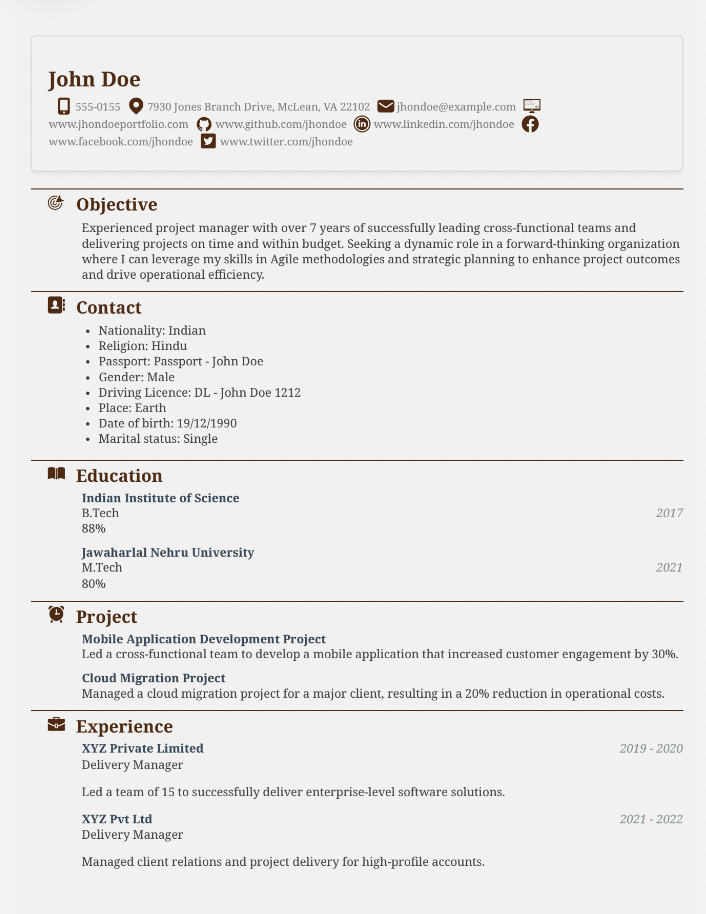 John Doe
555-0155 7930 Jones Branch Drive, McLean, VA 22102 jhondoe@example.com
www.jhondoeportfolio.com www.github.com/jhondoe www.linkedin.com/jhondoe
www.facebook.com/jhondoe www.twitter.com/jhondoe
Objective
Experienced project manager with over 7 years of successfully leading cross-functional teams and
delivering projects on time and within budget. Seeking a dynamic role in a forward-thinking organization
where I can leverage my skills in Agile methodologies and strategic planning to enhance project outcomes
and drive operational efficiency.
Contact
• Nationality: Indian
• Religion: Hindu
• Passport: Passport - John Doe
• Gender: Male
• Driving Licence: DL - John Doe 1212
• Place: Earth
• Date of birth: 19/12/1990
• Marital status: Single
Education
Indian Institute of Science
B.Tech 2017
88%
Jawaharlal Nehru University
M.Tech 2021
80%
Project
Mobile Application Development Project
Led a cross-functional team to develop a mobile application that increased customer engagement by 30%.
Cloud Migration Project
Managed a cloud migration project for a major client, resulting in a 20% reduction in operational costs.
Experience
XYZ Private Limited 2019 - 2020
Delivery Manager
Led a team of 15 to successfully deliver enterprise-level software solutions.
XYZ Pvt Ltd 2021 - 2022
Delivery Manager
Managed client relations and project delivery for high-profile accounts.